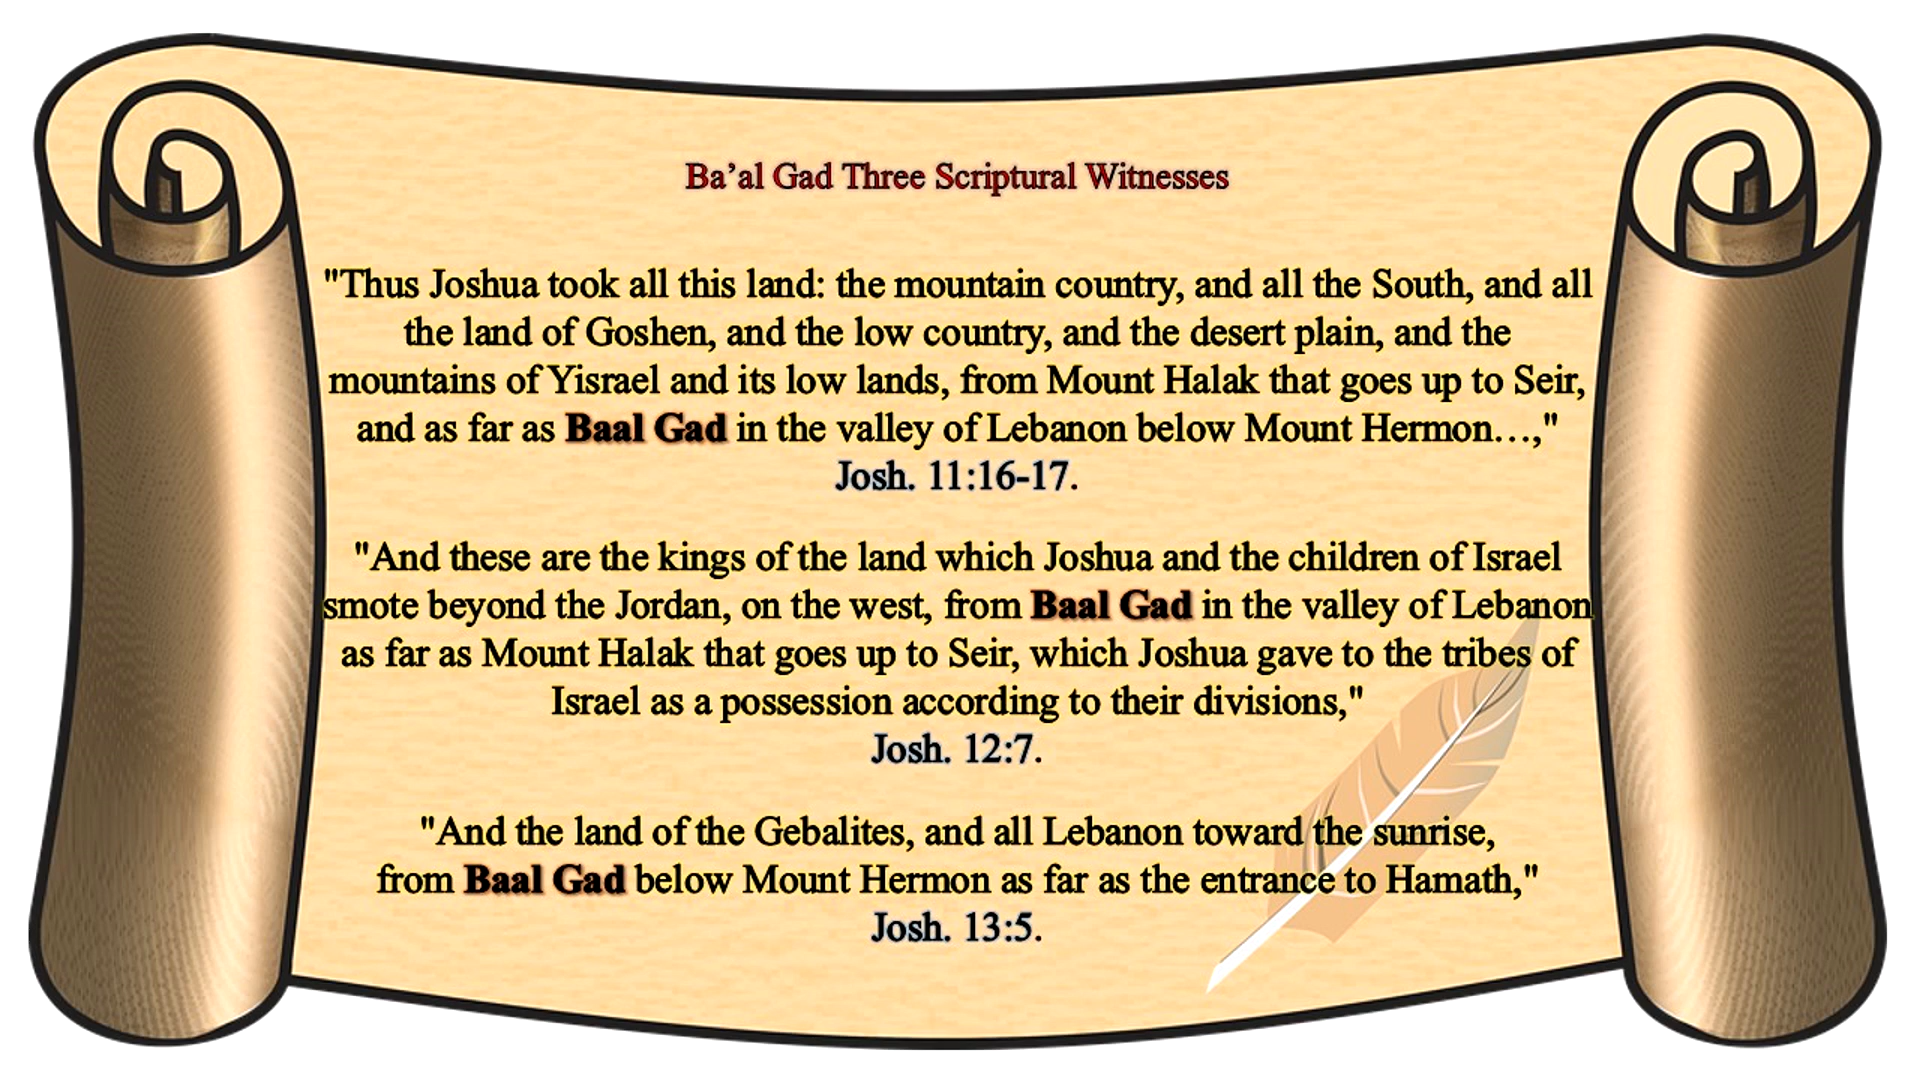 Ba’al Gad Three Scriptural Witnesses
"Thus Joshua took all this land: the mountain country, and all the South, and all
the land of Goshen, and the low country, and the desert plain, and the
mountains of Yisrael and its low lands, from Mount Halak that goes up to Seir,
and as far as Baal Gad in the valley of Lebanon below Mount Hermon…,"
Josh. 11:16-17.
"And these are the kings of the land which Joshua and the children of Israel
smote beyond the Jordan, on the west, from Baal Gad in the valley of Lebanon
as far as Mount Halak that goes up to Seir, which Joshua gave to the tribes of
Israel as a possession according to their divisions,"
Josh. 12:7.
"And the land of the Gebalites, and all Lebanon toward the sunrise,
from Baal Gad below Mount Hermon as far as the entrance to Hamath,"
Josh. 13:5.